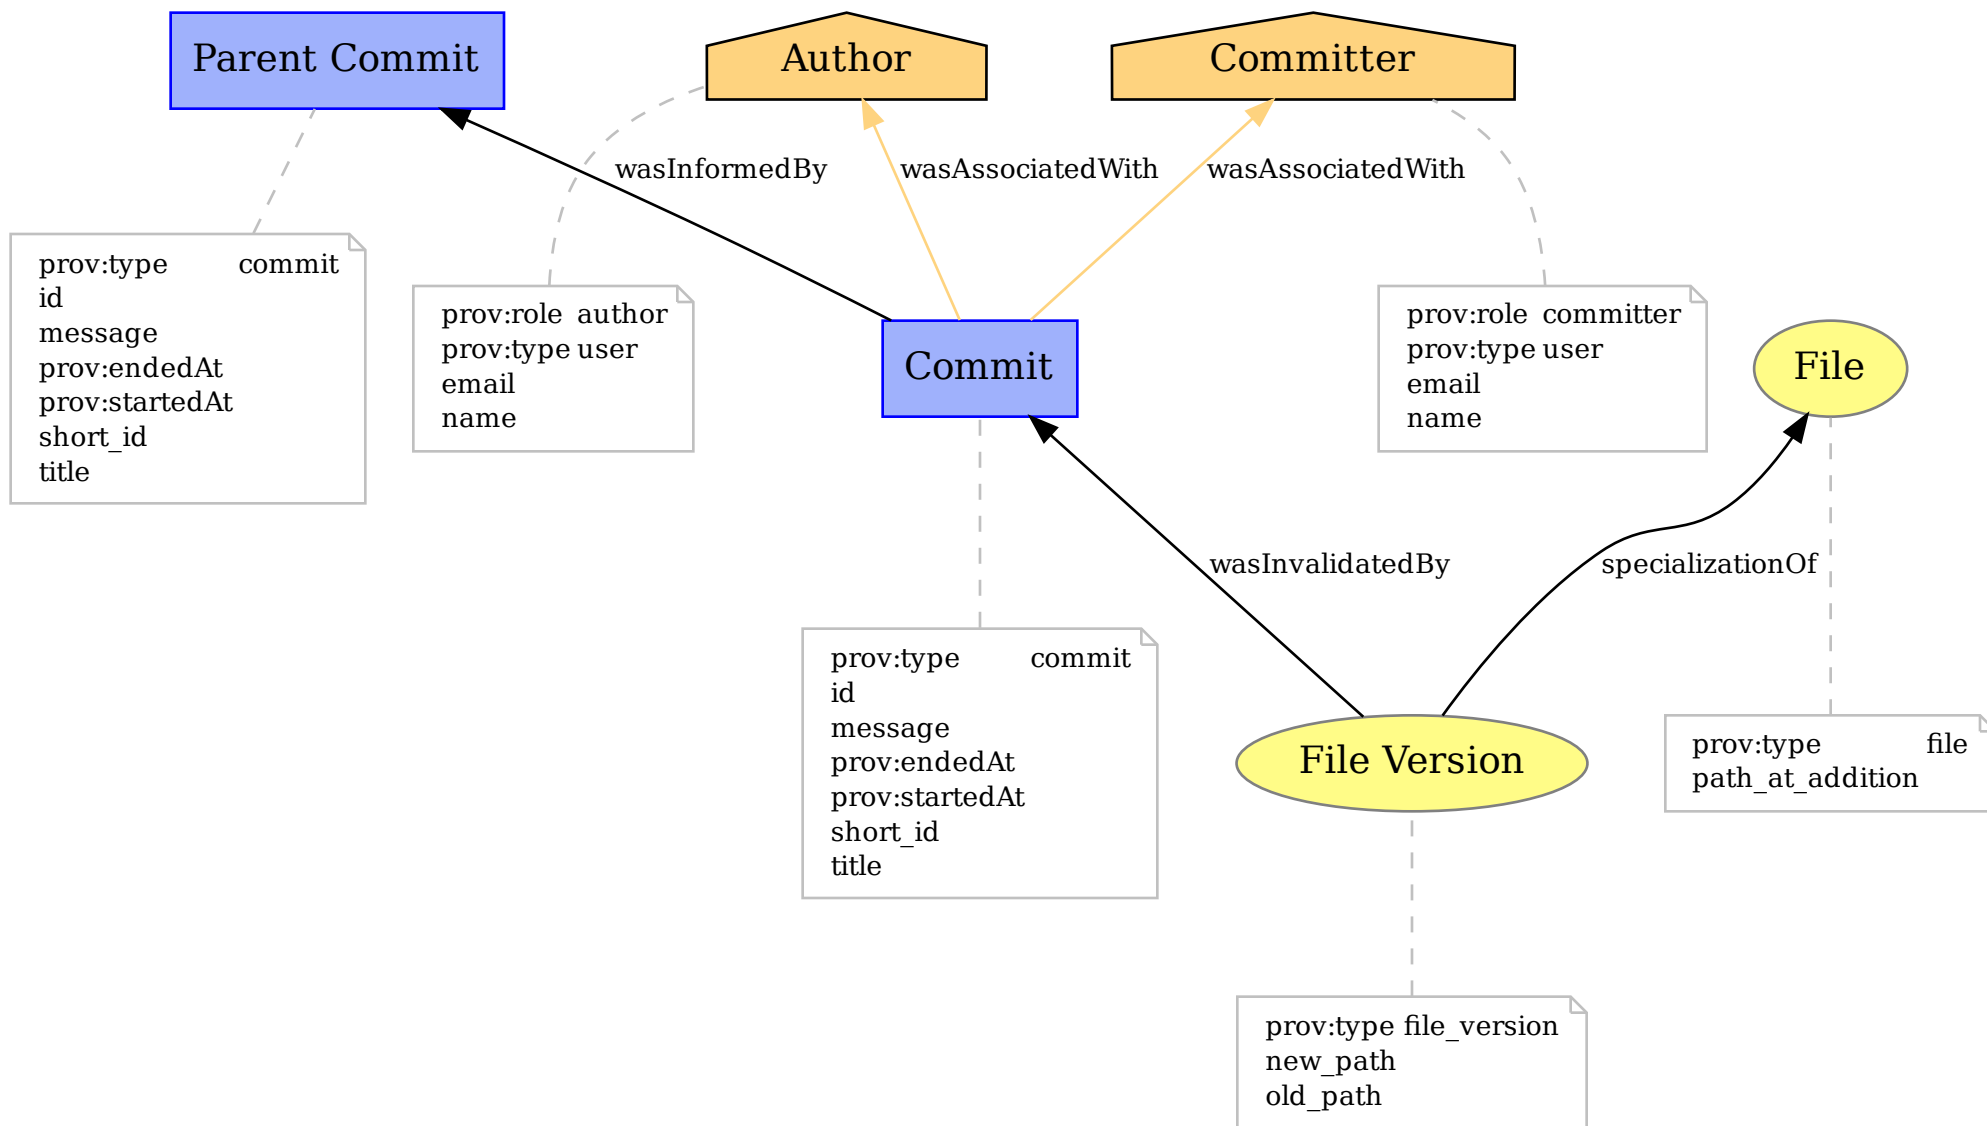 Parent Commit
Author
Committer
wasInformedBy
wasAssociatedWith
wasAssociatedWith
prov:type commit
id
message
prov:endedAt
prov:startedAt
short_id
title
prov:role author
prov:type user
email
name
Commit
prov:role committer
prov:type user
email
name
File
wasInvalidatedBy
specializationOf
prov:type commit
id
message
prov:endedAt
prov:startedAt
short_id
title
File Version
prov:type file
path_at_addition
prov:type file_version
new_path
old_path